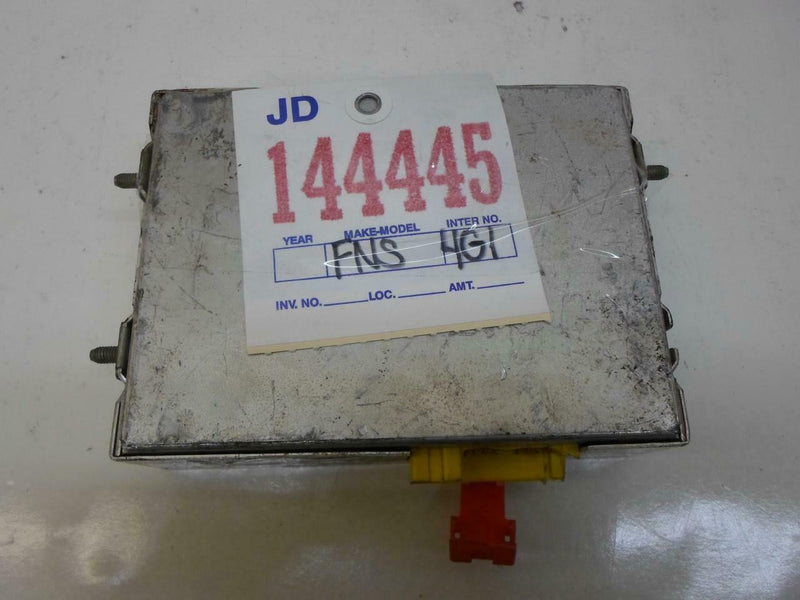 JD
144445
YEAR MAKE-MODEL INTER NO.
FNS 4G1
INV. NO. LOC. AMT.